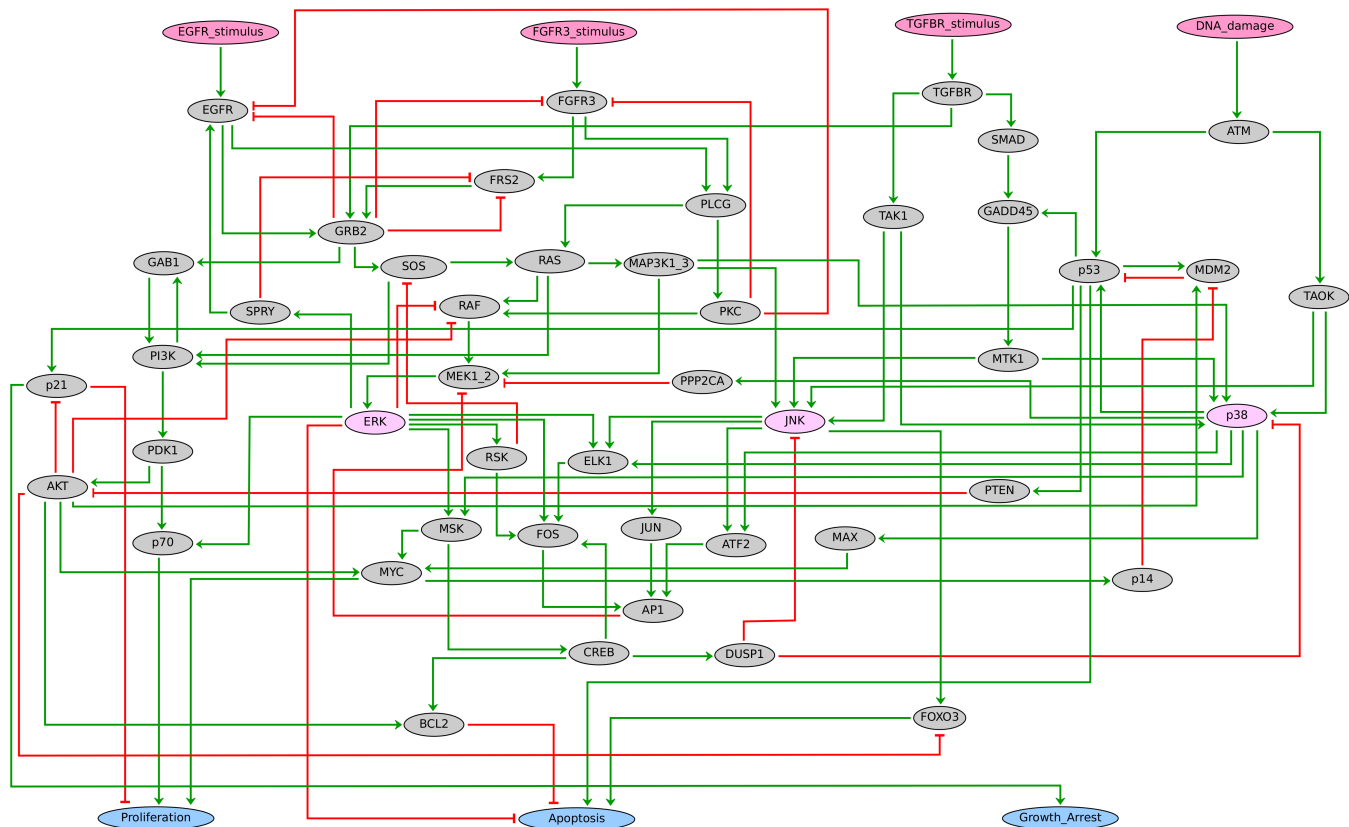 EGFR_stimulus
FGFR3_stimulus
TGFBR_stimulus
DNA_damage
EGFR
FGFR3
TGFBR
SMAD
ATM
FRS2
PLCG
TAK1
GADD45
GRB2
GAB1
SOS
RAS
MAP3K1_3
p53
MDM2
TAOK
SPRY
RAF
PKC
PI3K
MTK1
p21
MEK1_2
PPP2CA
ERK
JNK
p38
PDK1
RSK
ELK1
AKT
PTEN
p70
MSK
FOS
JUN
ATF2
MAX
MYC
p14
AP1
CREB
DUSP1
BCL2
FOXO3
Proliferation
Apoptosis
Growth_Arrest